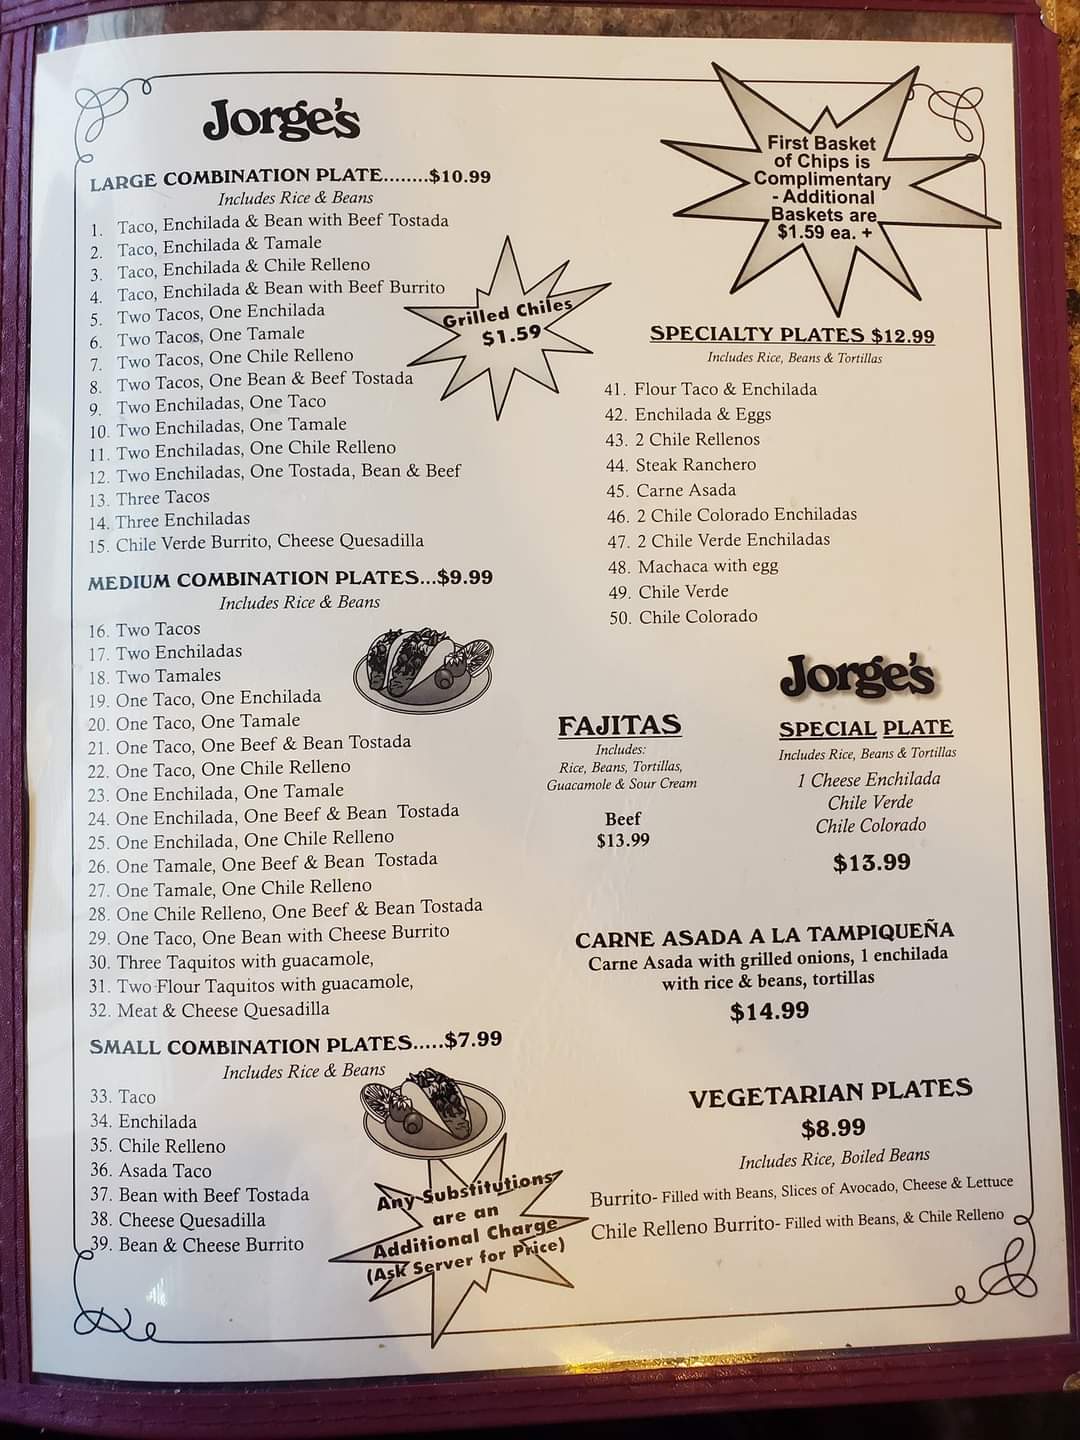 Jorge's
LARGE COMBINATION PLATE........$10.99
Includes Rice & Beans
1. Taco, Enchilada & Bean with Beef Tostada
2. Taco, Enchilada & Tamale
3. Taco, Enchilada & Chile Relleno
4. Taco, Enchilada & Bean with Beef Burrito
5. Two Tacos, One Enchilada
6. Two Tacos, One Tamale
7. Two Tacos, One Chile Relleno
8. Two Tacos, One Bean & Beef Tostada
9. Two Enchiladas, One Taco
10. Two Enchiladas, One Tamale
11. Two Enchiladas, One Chile Relleno
12. Two Enchiladas, One Tostada, Bean & Beef
13. Three Tacos
14. Three Enchiladas
15. Chile Verde Burrito, Cheese Quesadilla
Grilled Chiles
$1.59
MEDIUM COMBINATION PLATES...$9.99
Includes Rice & Beans
16. Two Tacos
17. Two Enchiladas
18. Two Tamales
19. One Taco, One Enchilada
20. One Taco, One Tamale
21. One Taco, One Beef & Bean Tostada
22. One Taco, One Chile Relleno
23. One Enchilada, One Tamale
24. One Enchilada, One Beef & Bean Tostada
25. One Enchilada, One Chile Relleno
26. One Tamale, One Beef & Bean Tostada
27. One Tamale, One Chile Relleno
28. One Chile Relleno, One Beef & Bean Tostada
29. One Taco, One Bean with Cheese Burrito
30. Three Taquitos with guacamole,
31. Two Flour Taquitos with guacamole,
32. Meat & Cheese Quesadilla
SMALL COMBINATION PLATES.....$7.99
Includes Rice & Beans
33. Taco
34. Enchilada
35. Chile Relleno
36. Asada Taco
37. Bean with Beef Tostada
38. Cheese Quesadilla
39. Bean & Cheese Burrito
Any Substitutions
are an
Additional Charge
(Ask Server for Price)
First Basket
of Chips is
Complimentary
- Additional
Baskets are
$1.59 ea. +
SPECIALTY PLATES $12.99
Includes Rice, Beans & Tortillas
41. Flour Taco & Enchilada
42. Enchilada & Eggs
43. 2 Chile Rellenos
44. Steak Ranchero
45. Carne Asada
46. 2 Chile Colorado Enchiladas
47. 2 Chile Verde Enchiladas
48. Machaca with egg
49. Chile Verde
50. Chile Colorado
FAJITAS
Includes:
Rice, Beans, Tortillas,
Guacamole & Sour Cream
Beef
$13.99
Jorge's
SPECIAL PLATE
Includes Rice, Beans & Tortillas
1 Cheese Enchilada
Chile Verde
Chile Colorado
$13.99
CARNE ASADA A LA TAMPIQUEÑA
Carne Asada with grilled onions, 1 enchilada
with rice & beans, tortillas
$14.99
VEGETARIAN PLATES
$8.99
Includes Rice, Boiled Beans
Burrito- Filled with Beans, Slices of Avocado, Cheese & Lettuce
Chile Relleno Burrito- Filled with Beans, & Chile Relleno